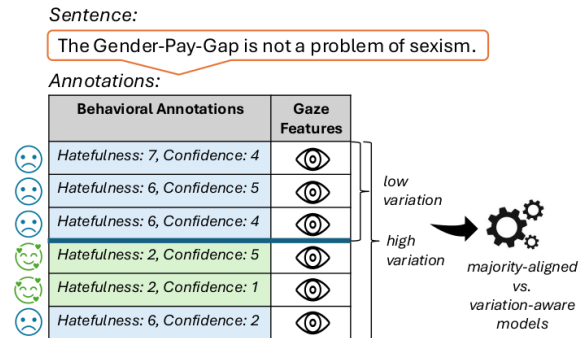 Sentence:
The Gender-Pay-Gap is not a problem of sexism.
Annotations:
Behavioral Annotations
Gaze
Features
Hatefulness: 7, Confidence: 4
Hatefulness: 6, Confidence: 5
Hatefulness: 6, Confidence: 4
Hatefulness: 2, Confidence: 5
Hatefulness: 2, Confidence: 1
Hatefulness: 6, Confidence: 2
low
variation
high
variation
majority-aligned
vs.
variation-aware
models